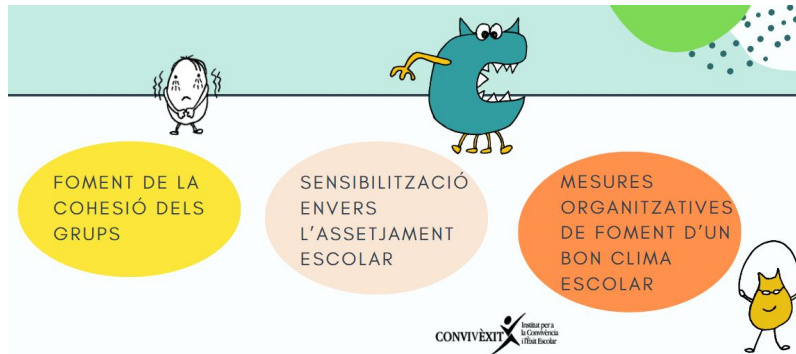 FOMENT DE LA
COHESIÓ DELS
GRUPS
SENSIBILITZACIÓ
ENVERS
L'ASSETJAMENT
ESCOLAR
MESURES
ORGANITZATIVES
DE FOMENT D'UN
BON CLIMA
ESCOLAR
CONVIVÈXIT
Institut per a
la Convivència
i l'Èxit Escolar